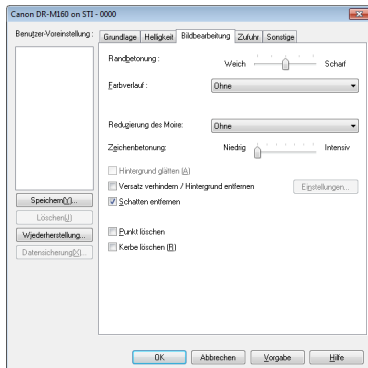 Canon DR-M160 on STI - 0000
Benutzer-Voreinstellung :
Speichern(Y)...
Löschen(J)
Wiederherstellung...
Datensicherung(X)...
Grundlage Helligkeit Bildbearbeitung Zufuhr Sonstige
Randbetonung : Weich Scharf
Farbverlauf : Ohne
Reduzierung des Moire: Ohne
Zeichenbetonung: Niedrig Intensiv
Hintergrund glätten (A)
Versatz verhindern / Hintergrund entfernen Einstellungen...
Schatten entfernen
Punkt löschen
Kerbe löschen (R)
OK Abbrechen Vorgabe Hilfe